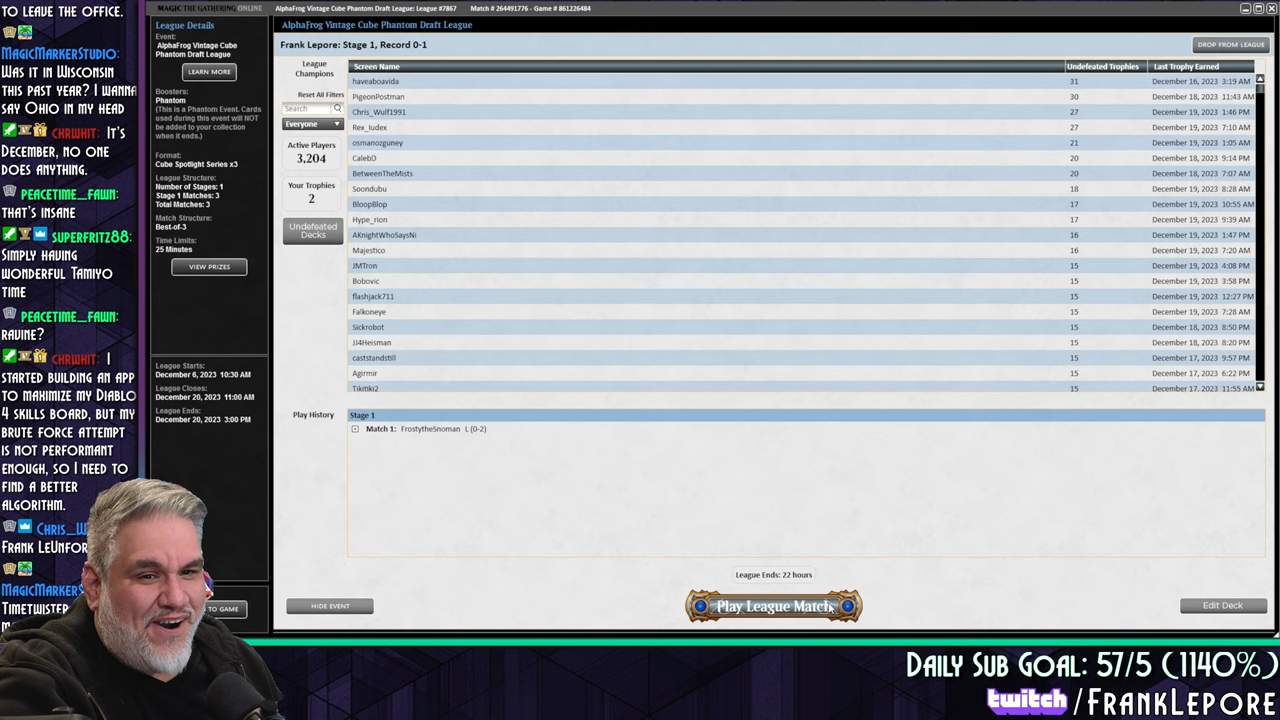 TO LEAVE THE OFFICE.
MagicMarkerStudio:
Was it in Wisconsin
this past year? I wanna
say Ohio in my head
chrwhit: It's
December, no one
does anything.
peacetime_fawn:
that's insane
superfritz88:
Simply having
wonderful Tamiyo
time
peacetime_fawn:
Ravine?
chrwhit: I
started building an app
to maximize my Diablo
4 skills board, but my
brute force attempt
is not performant
enough, so I need to
find a better
algorithm.
Chris_W
Frank LeUnfor
MagicMarke
Timetwister
MAGIC THE GATHERING ONLINE
AlphaFrog Vintage Cube Phantom Draft League: League #7867
Match # 264491776 - Game # 861226484
League Details
Event:
AlphaFrog Vintage Cube
Phantom Draft League
LEARN MORE
Boosters:
Phantom
(This is a Phantom Event. Cards
used during this event will NOT
be added to your collection
when it ends.)
Format:
Cube Spotlight Series x3
League Structure:
Number of Stages: 1
Stage 1 Matches: 3
Total Matches: 3
Match Structure:
Best-of-3
Time Limits:
25 Minutes
VIEW PRIZES
League Starts:
December 6, 2023 10:30 AM
League Closes:
December 20, 2023 11:00 AM
League Ends:
December 20, 2023 3:00 PM
TO GAME
AlphaFrog Vintage Cube Phantom Draft League
Frank Lepore: Stage 1, Record 0-1
DROP FROM LEAGUE
League
Champions
Reset All Filters
Search
Everyone
Active Players
3,204
Your Trophies
2
Undefeated
Decks
Screen Name Undefeated Trophies Last Trophy Earned
haveaboavida 31 December 16, 2023 3:19 AM
PigeonPostman 30 December 18, 2023 11:43 AM
Chris_Wulf1991 27 December 19, 2023 1:46 PM
Rex_Iudex 27 December 19, 2023 7:10 AM
osmanozguney 21 December 19, 2023 1:05 AM
CalebD 20 December 18, 2023 9:14 PM
BetweenTheMists 20 December 18, 2023 7:07 AM
Soondubu 18 December 19, 2023 8:28 AM
BloopBlop 17 December 19, 2023 10:55 AM
Hype_rion 17 December 19, 2023 9:39 AM
AKnightWhoSaysNi 16 December 19, 2023 1:47 PM
Majestico 16 December 19, 2023 7:20 AM
JMTron 15 December 19, 2023 4:08 PM
Bobovic 15 December 19, 2023 3:58 PM
flashjack711 15 December 19, 2023 12:27 PM
Falkoneye 15 December 19, 2023 7:28 AM
Sickrobot 15 December 18, 2023 8:50 PM
JJ4Heisman 15 December 18, 2023 8:20 PM
caststandstill 15 December 17, 2023 9:57 PM
Agirmir 15 December 17, 2023 6:22 PM
Tikitiki2 15 December 17, 2023 11:55 AM
Play History
Stage 1
Match 1: FrostytheSnoman L (0-2)
League Ends: 22 hours
HIDE EVENT
Play League Match
Edit Deck
Daily Sub Goal: 57/5 (1140%)
twitch/FrankLepore